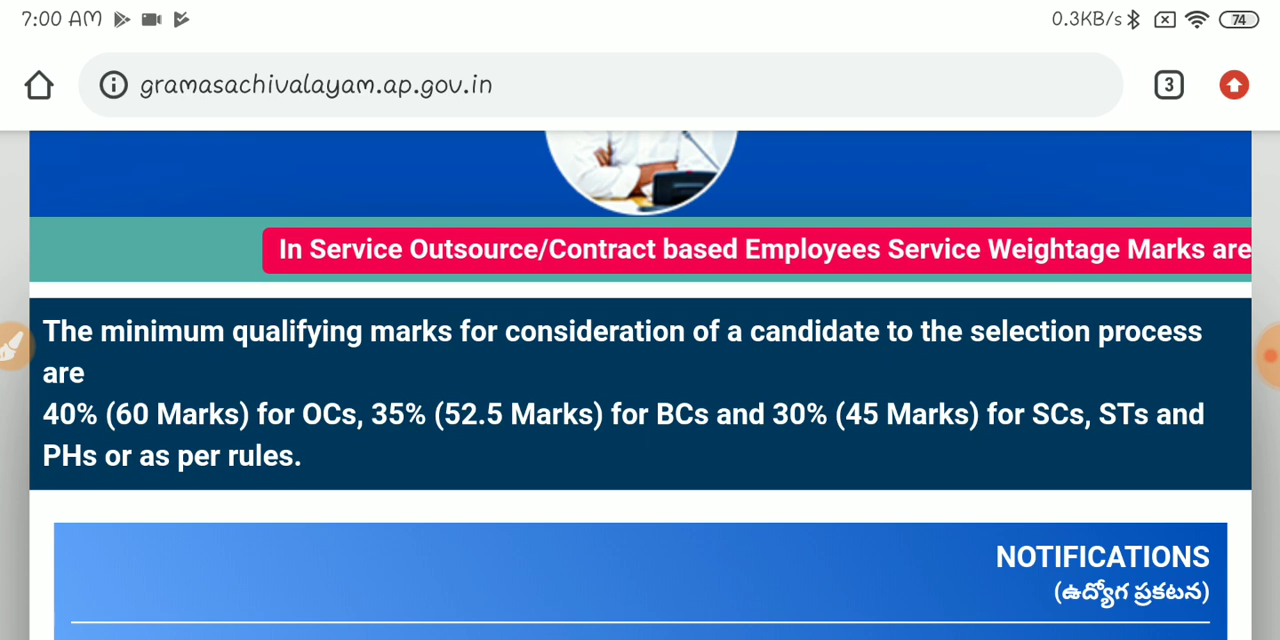 7:00 AM
0.3KB/s
74
gramasachivalayam.ap.gov.in
3
In Service Outsource/Contract based Employees Service Weightage Marks are
The minimum qualifying marks for consideration of a candidate to the selection process
are
40% (60 Marks) for OCs, 35% (52.5 Marks) for BCs and 30% (45 Marks) for SCs, STs and
PHs or as per rules.
NOTIFICATIONS
(ఉద్యోగ ప్రకటన)